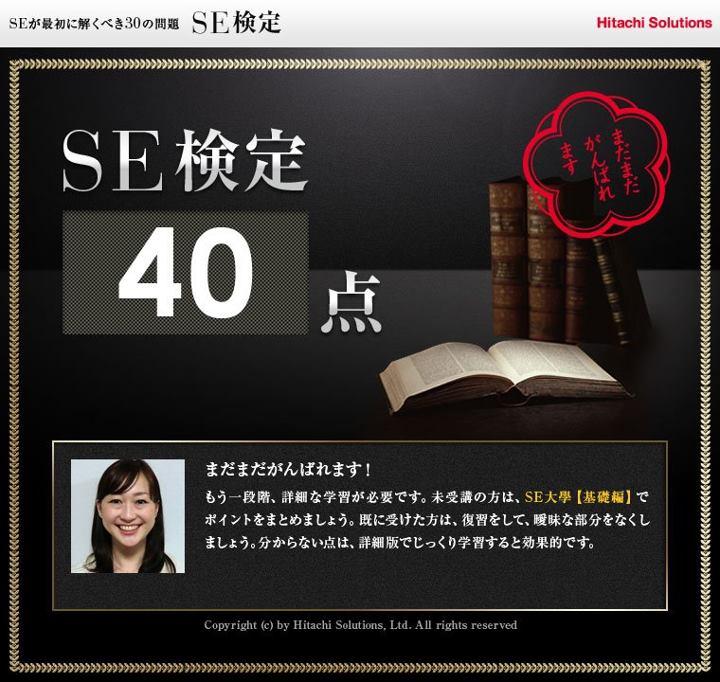 SEが最初に解くべき30の問題 SE検定
Hitachi Solutions
SE検定
40
点
まだまだ
がんばれ
ます
まだまだがんばれます！
もう一段階、詳細な学習が必要です。未受講の方は、SE大學【基礎編】で
ポイントをまとめましょう。既に受けた方は、復習をして、曖昧な部分をなくし
ましょう。分からない点は、詳細版でじっくり学習すると効果的です。
Copyright (c) by Hitachi Solutions, Ltd. All rights reserved